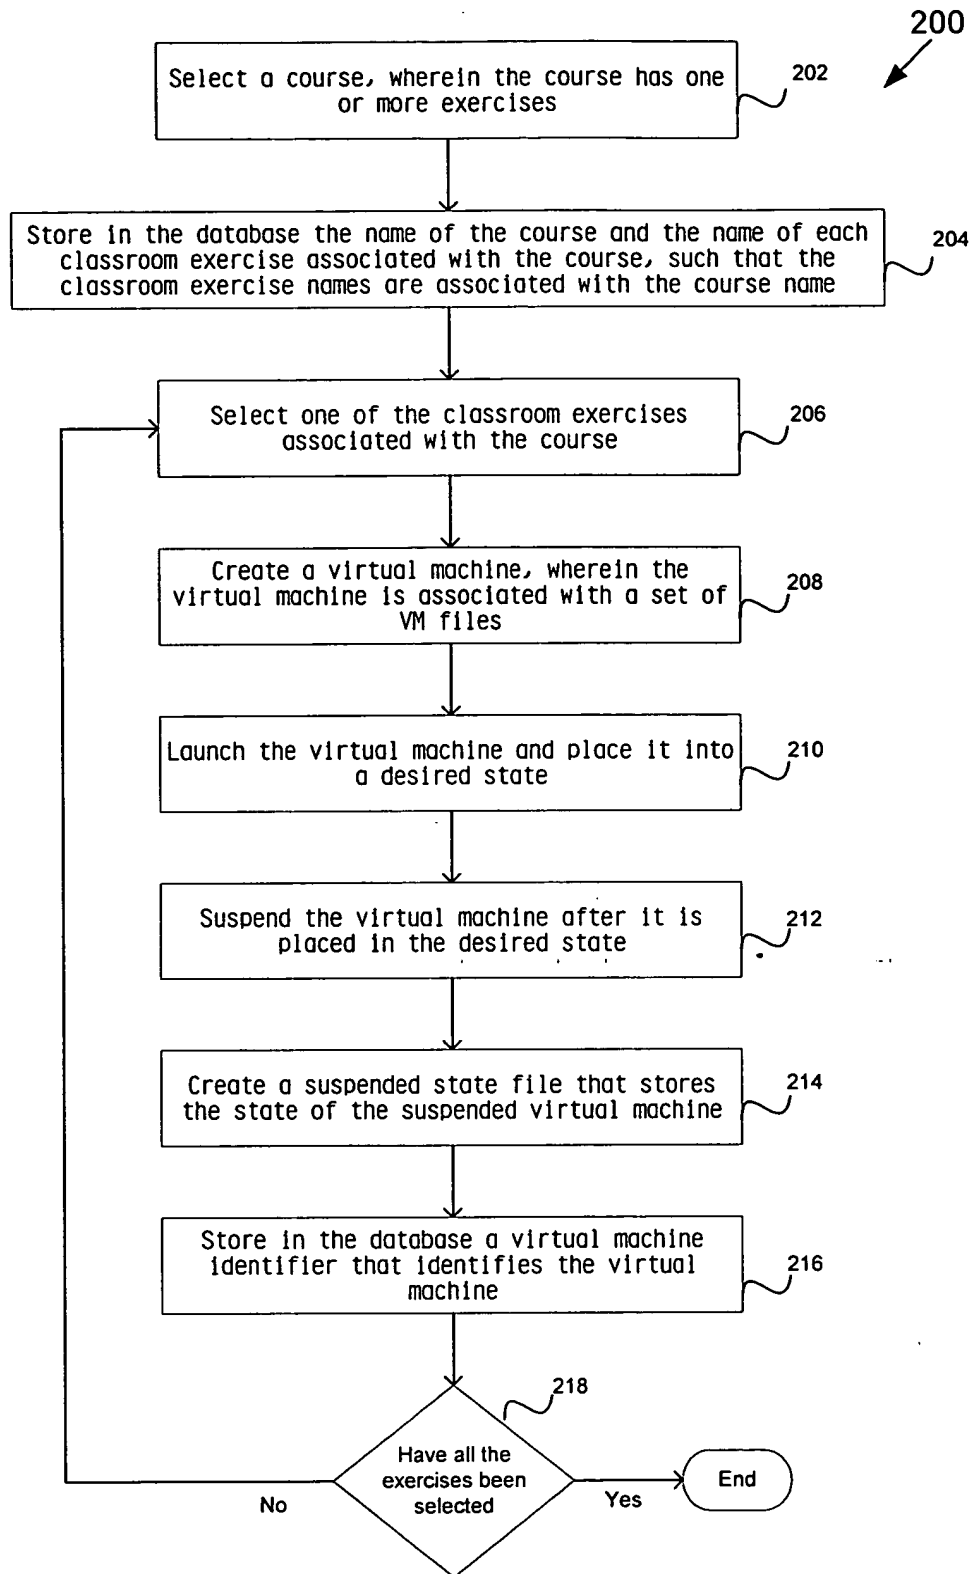 200
Select a course, wherein the course has one
or more exercises
202
Store in the database the name of the course and the name of each
classroom exercise associated with the course, such that the
classroom exercise names are associated with the course name
204
Select one of the classroom exercises
associated with the course
206
Create a virtual machine, wherein the
virtual machine is associated with a set of
VM files
208
Launch the virtual machine and place it into
a desired state
210
Suspend the virtual machine after it is
placed in the desired state
212
Create a suspended state file that stores
the state of the suspended virtual machine
214
Store in the database a virtual machine
identifier that identifies the virtual
machine
216
218
Have all the
exercises been
selected
No
Yes
End